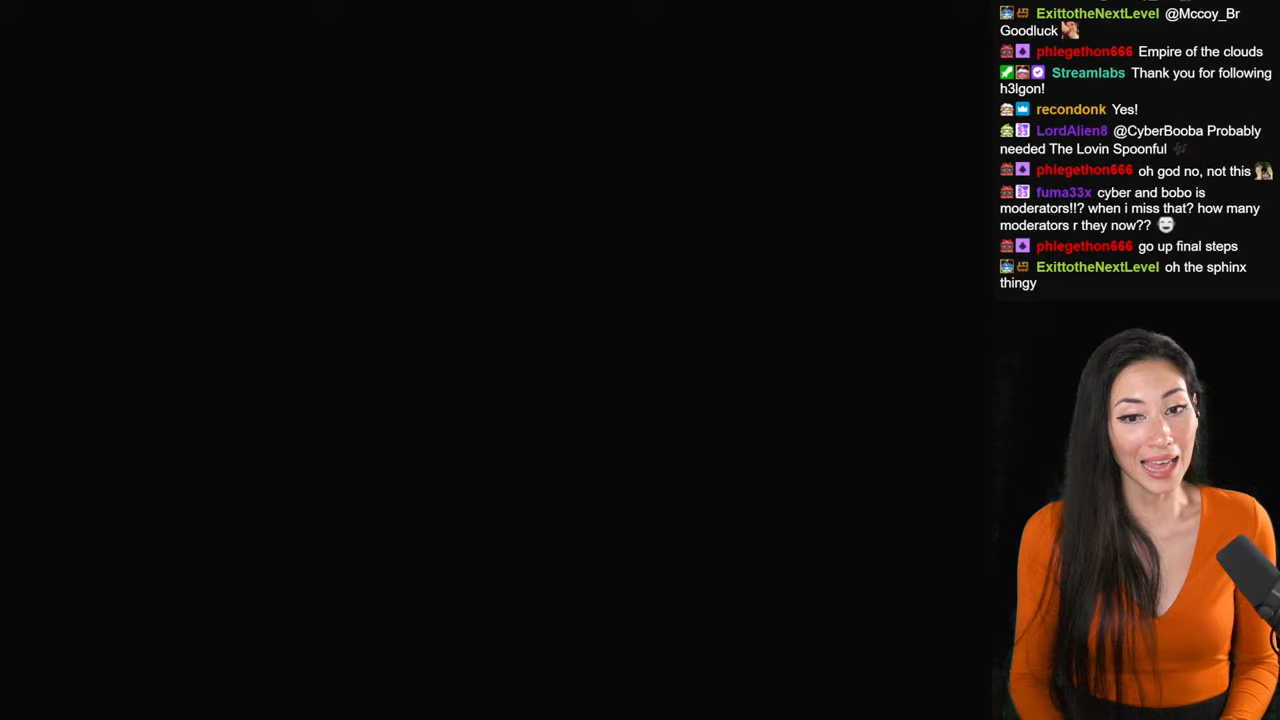 ExittotheNextLevel @Mccoy_Br
Goodluck
phlegethon666 Empire of the clouds
Streamlabs Thank you for following
h3lgon!
recondonk Yes!
LordAlien8 @CyberBooba Probably
needed The Lovin Spoonful
phlegethon666 oh god no, not this
fuma33x cyber and bobo is
moderators!!? when i miss that? how many
moderators r they now??
phlegethon666 go up final steps
ExittotheNextLevel oh the sphinx
thingy